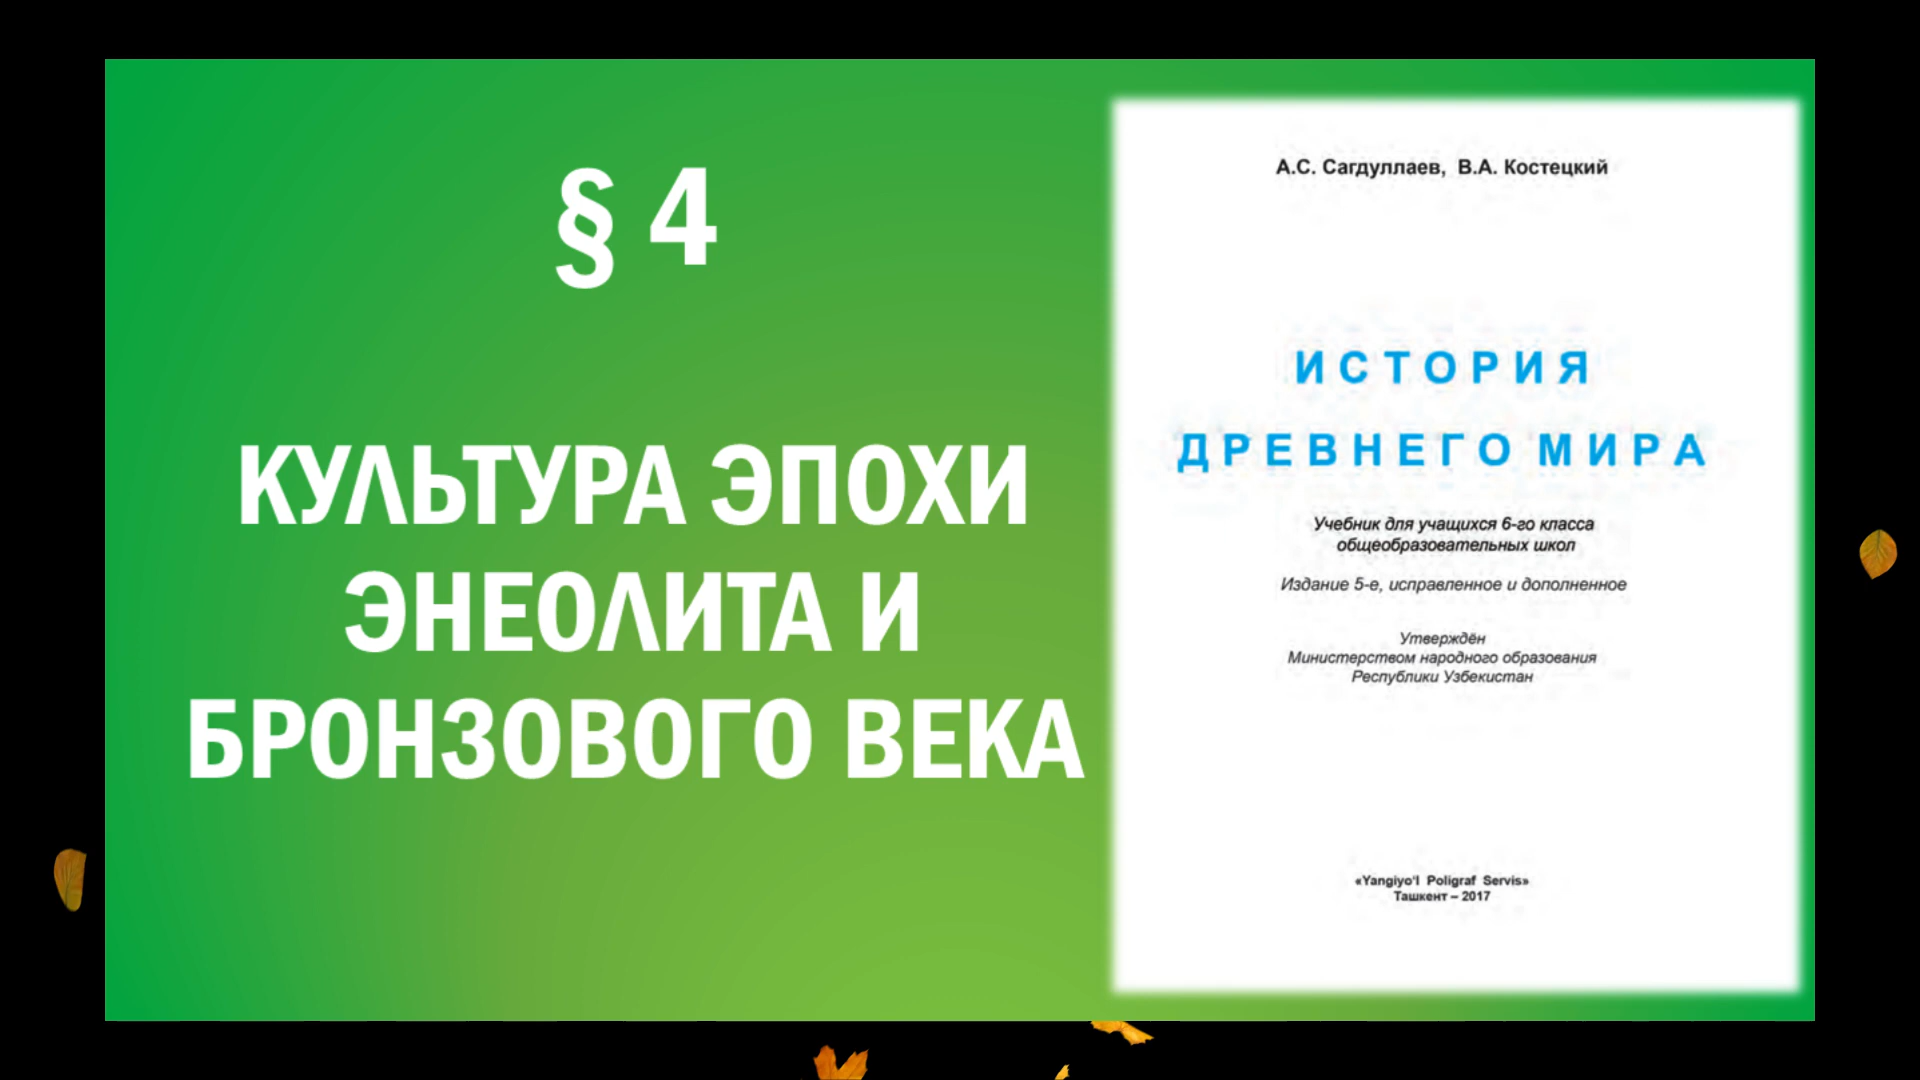 § 4
КУЛЬТУРА ЭПОХИ
ЭНЕОЛИТА И
БРОНЗОВОГО ВЕКА
А.С. Сагдуллаев, В.А. Костецкий
ИСТОРИЯ
ДРЕВНЕГО МИРА
Учебник для учащихся 6-го класса
общеобразовательных школ
Издание 5-е, исправленное и дополненное
Утверждён
Министерством народного образования
Республики Узбекистан
«Yangiyo'l Poligraf Servis»
Ташкент – 2017